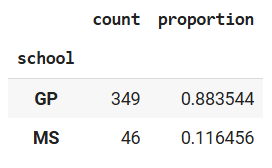 count proportion
school
GP 349 0.883544
MS 46 0.116456